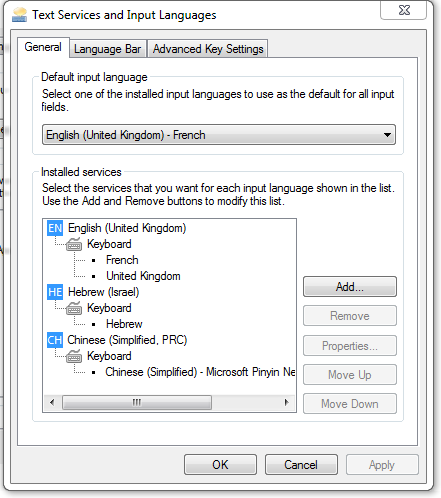 Text Services and Input Languages
General
Language Bar
Advanced Key Settings
Default input language
Select one of the installed input languages to use as the default for all input
fields.
English (United Kingdom) - French
Installed services
Select the services that you want for each input language shown in the list.
Use the Add and Remove buttons to modify this list.
EN English (United Kingdom)
Keyboard
French
United Kingdom
HE Hebrew (Israel)
Keyboard
Hebrew
CH Chinese (Simplified, PRC)
Keyboard
Chinese (Simplified) - Microsoft Pinyin Ne
Add...
Remove
Properties...
Move Up
Move Down
OK
Cancel
Apply